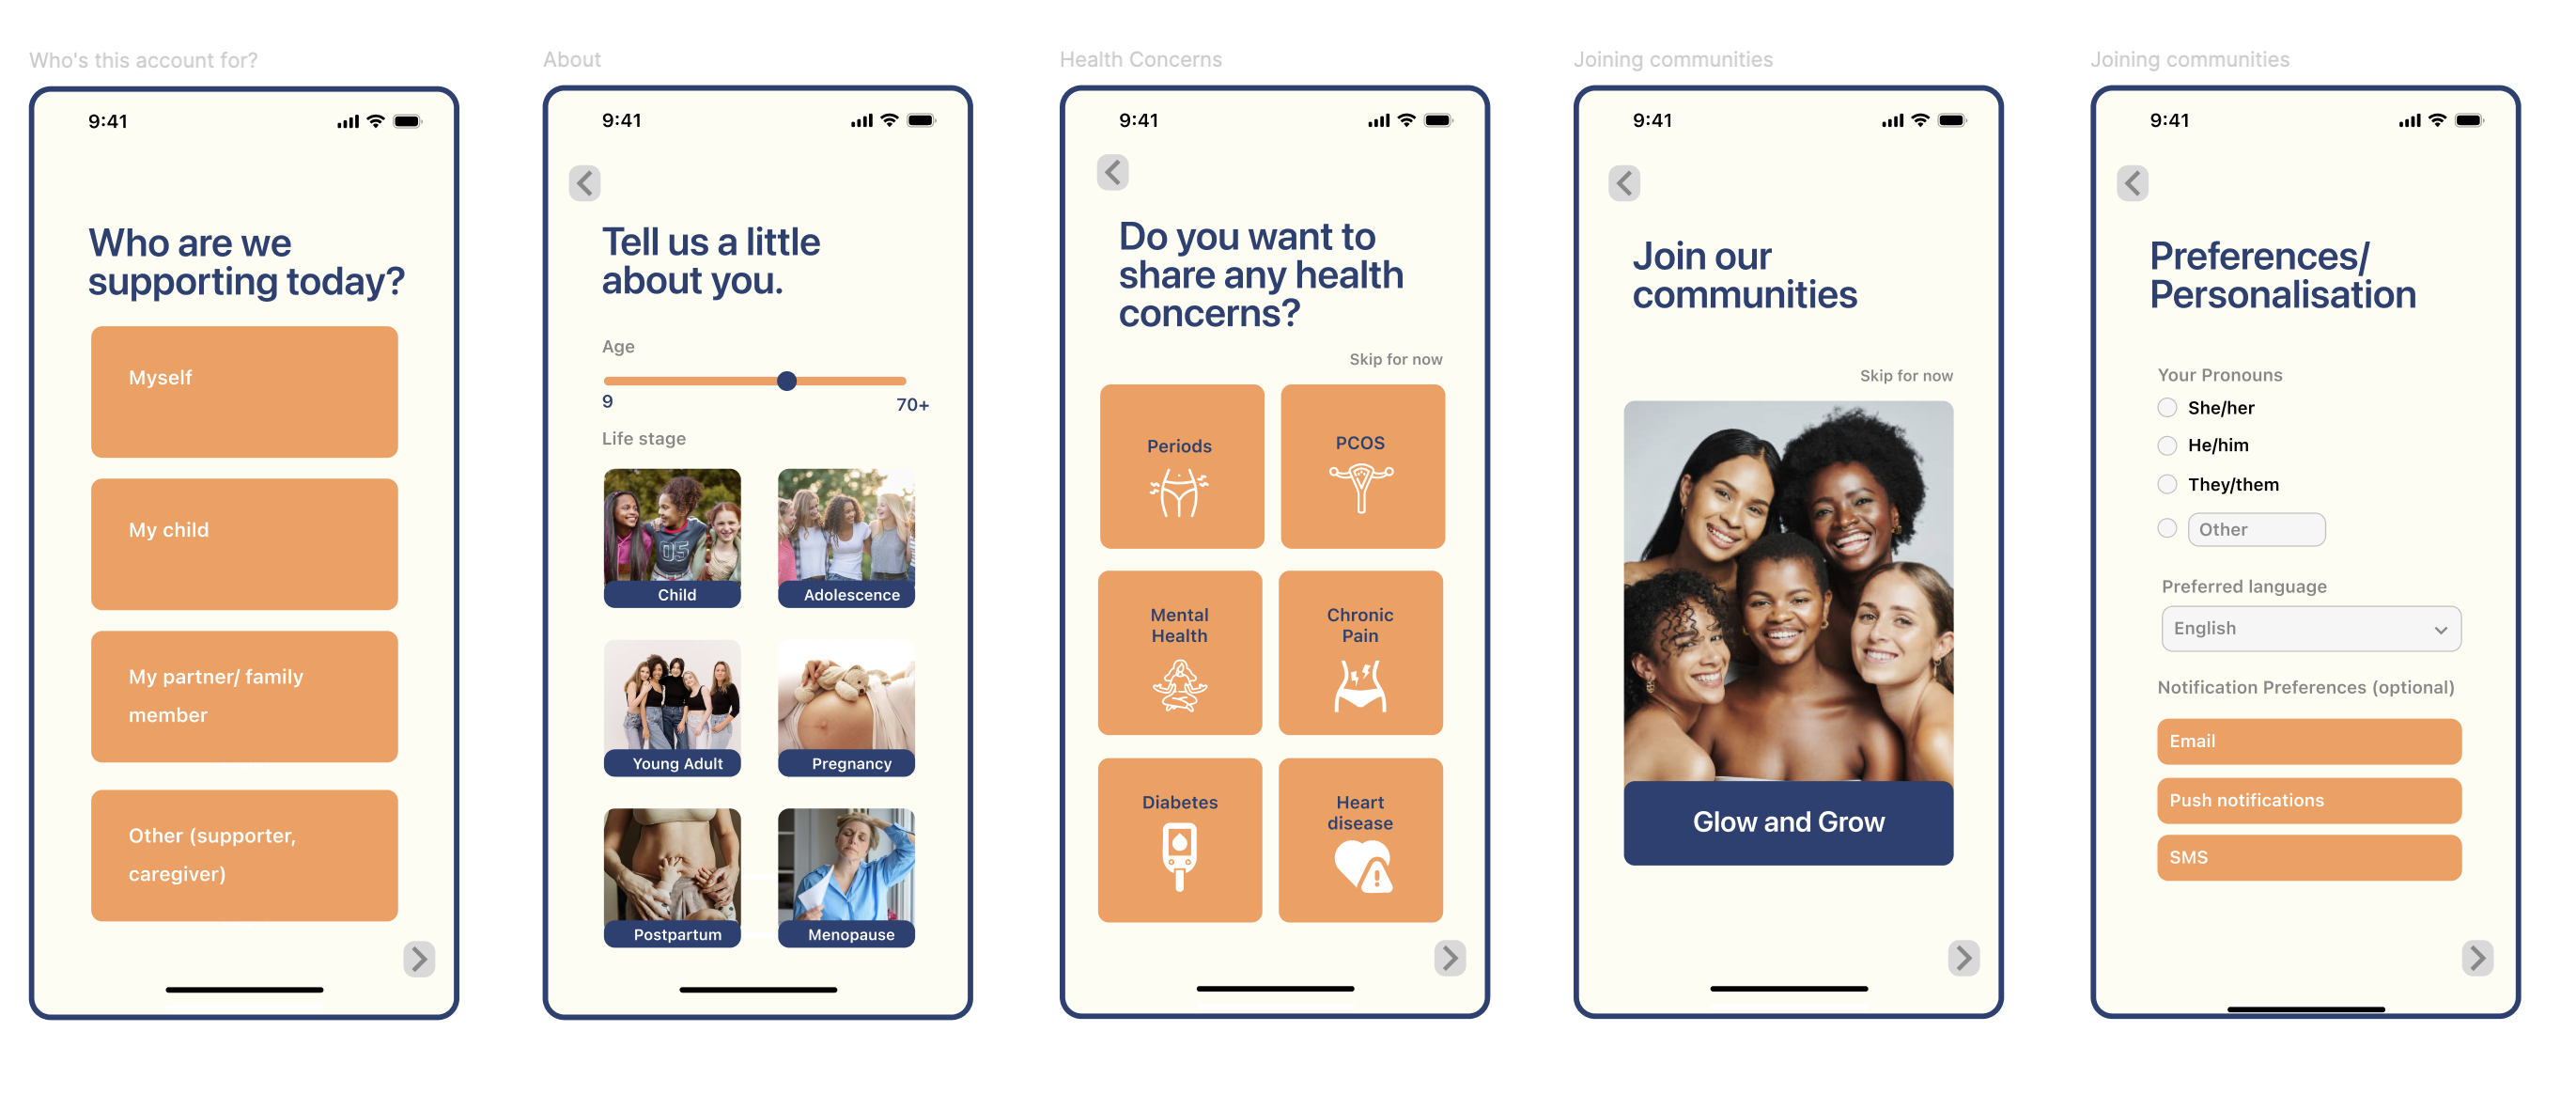 Who's this account for?
9:41
Who are we
supporting today?
Myself
My child
My partner/ family
member
Other (supporter,
caregiver)
About
9:41
Tell us a little
about you.
Age
9
70+
Life stage
05
Child
Adolescence
Young Adult
Pregnancy
Postpartum
Menopause
Health Concerns
9:41
Do you want to
share any health
concerns?
Skip for now
Periods
PCOS
Mental
Health
Chronic
Pain
Diabetes
Heart
disease
Joining communities
9:41
Join our
communities
Skip for now
Glow and Grow
Joining communities
9:41
Preferences/
Personalisation
Your Pronouns
She/her
He/him
They/them
Other
Preferred language
English
Notification Preferences (optional)
Email
Push notifications
SMS